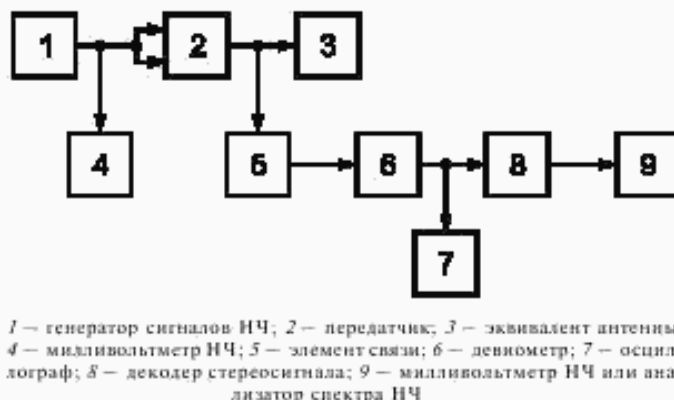 1
2
3
4
5
6
8
9
7
1 — генератор сигналов НЧ; 2 — передатчик; 3 — эквивалент антенны
4 — милливольтметр НЧ; 5 — элемент связи; 6 — девиометр; 7 — осцил
лограф; 8 — декодер стереосигнала; 9 — милливольтметр НЧ или ана
лизатор спектра НЧ